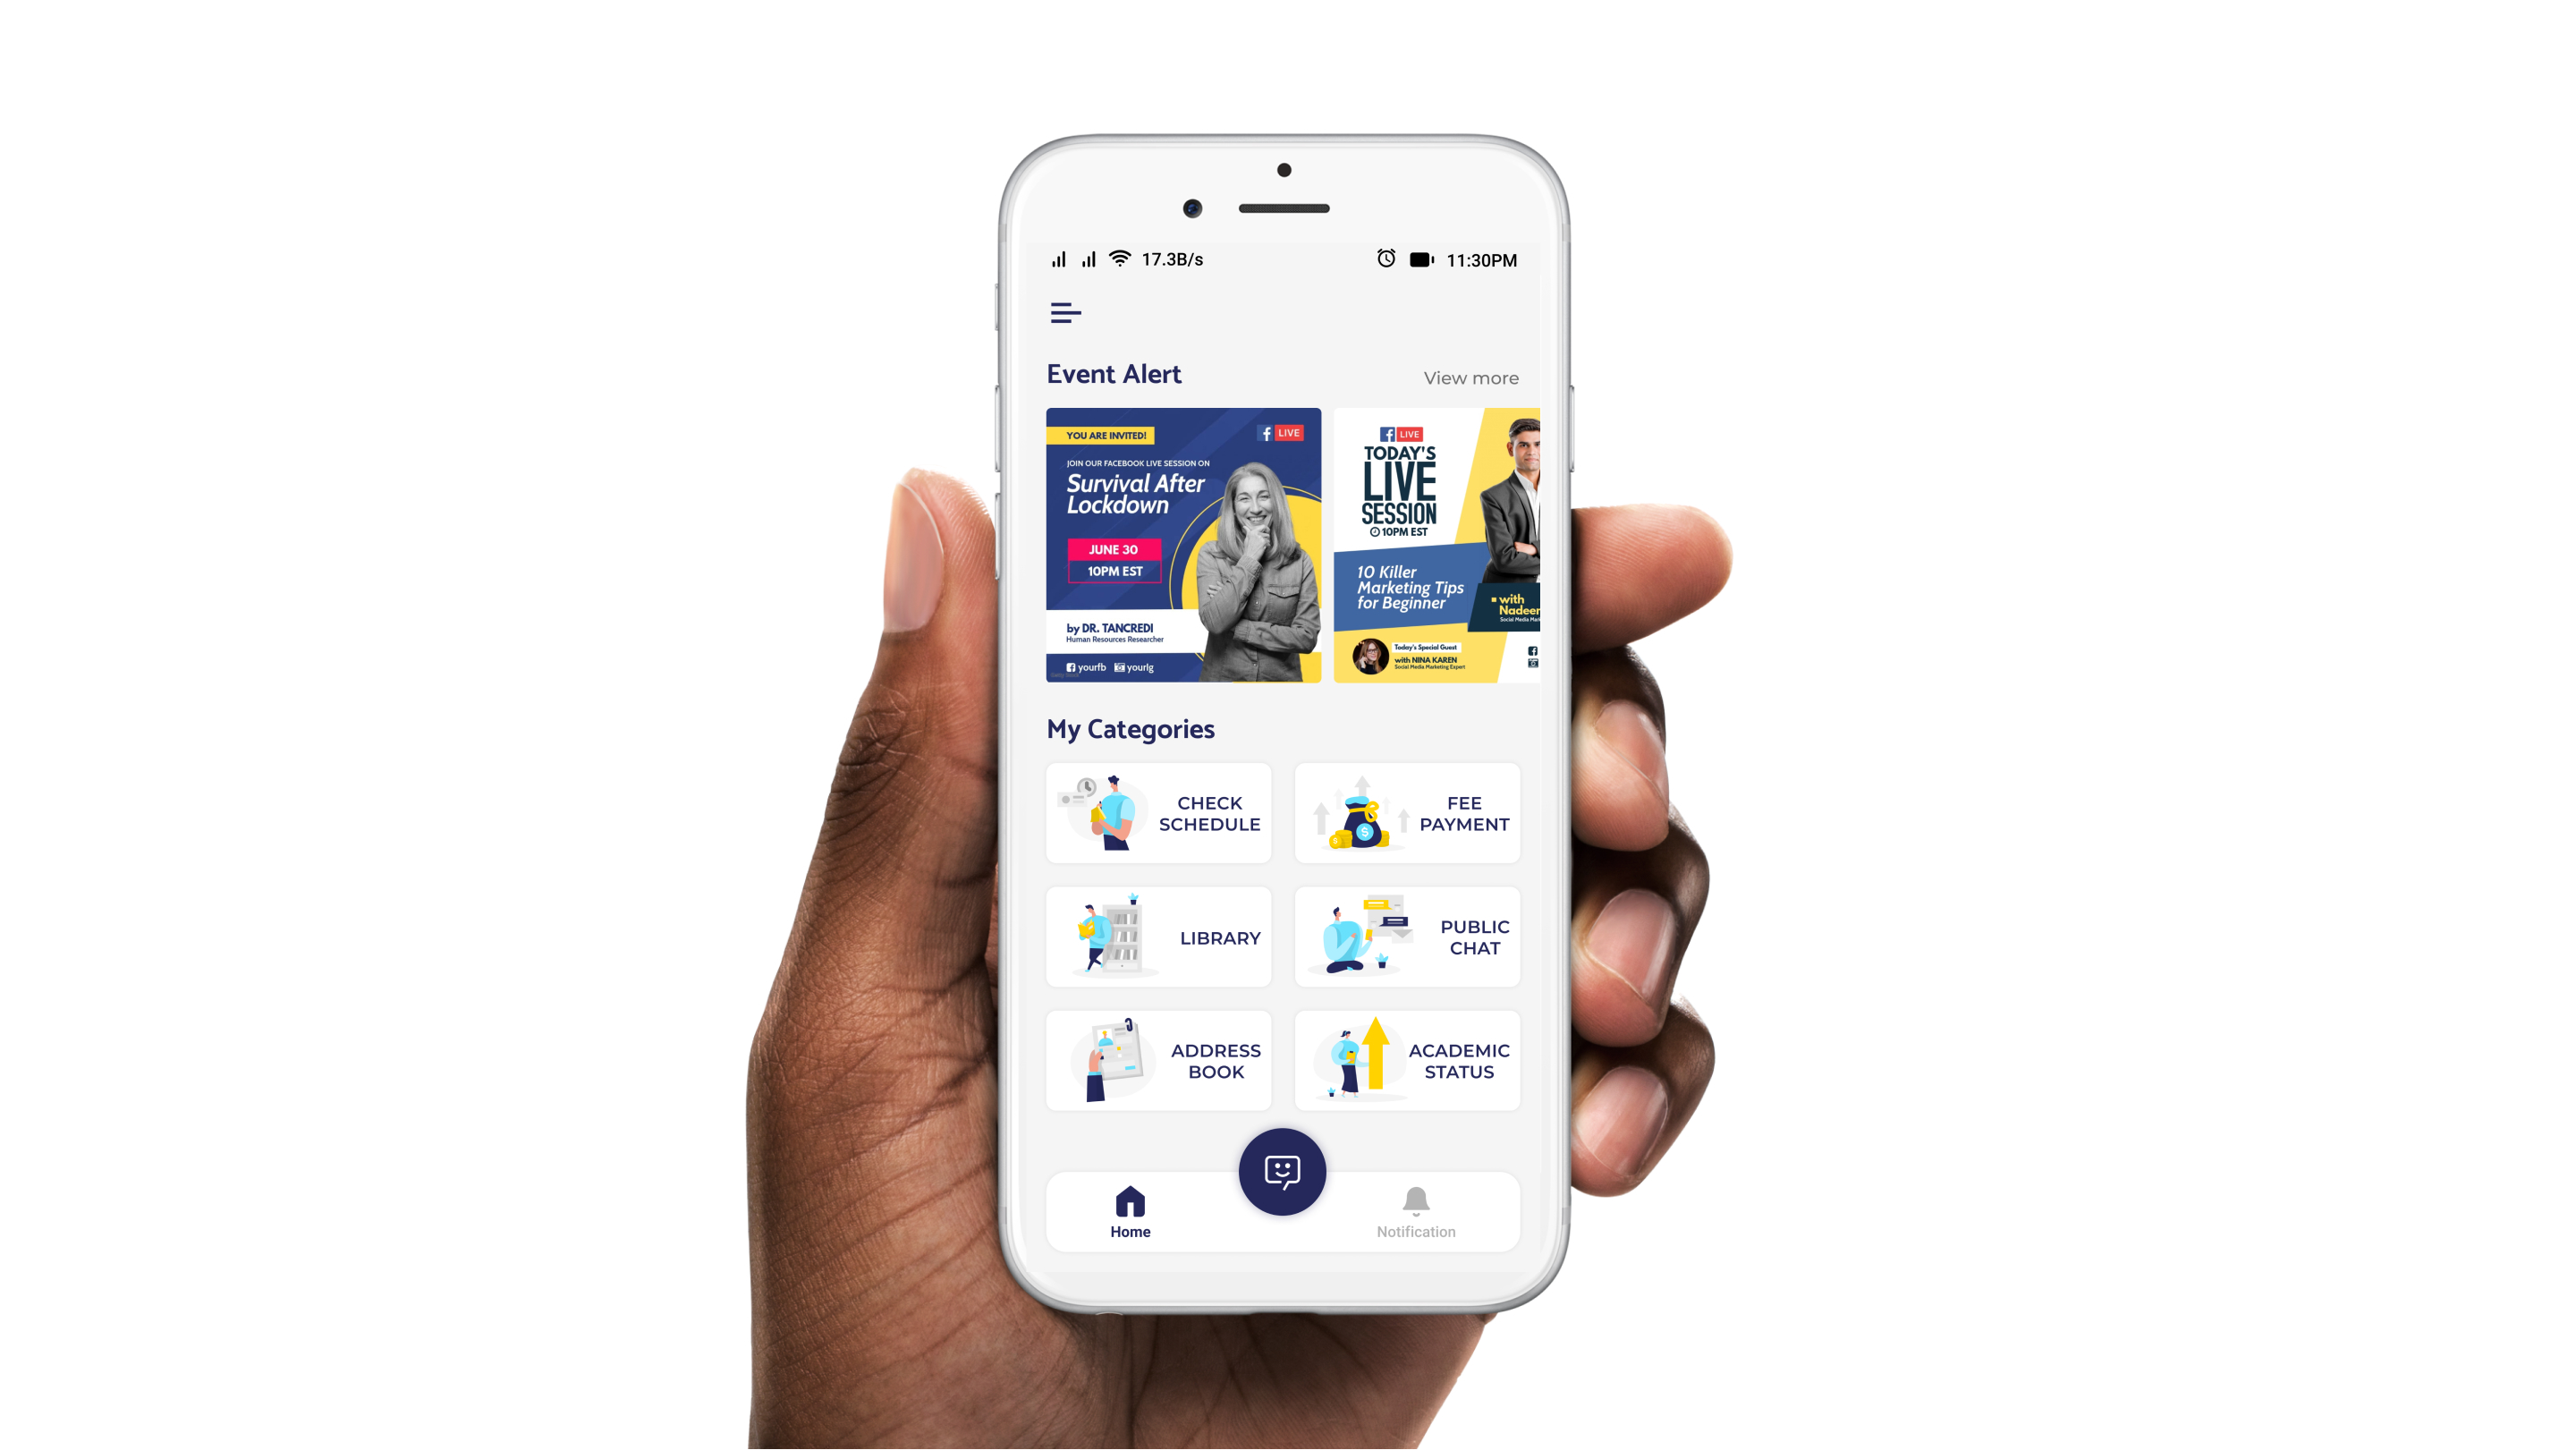 17.3B/s
11:30PM
Event Alert
View more
YOU ARE INVITED!
f LIVE
JOIN OUR FACEBOOK LIVE SESSION ON
Survival After
Lockdown
JUNE 30
10PM EST
by DR. TANCREDI
Human Resources Researcher
yourfb
yourIg
f LIVE
TODAY'S
LIVE
SESSION
10PM EST
10 Killer
Marketing Tips
for Beginner
with
Nadeer
Social Media Mar
Today's Special Guest
with NINA KAREN
Social Media Marketing Expert
My Categories
CHECK
SCHEDULE
FEE
PAYMENT
LIBRARY
PUBLIC
CHAT
ADDRESS
BOOK
ACADEMIC
STATUS
Home
Notification